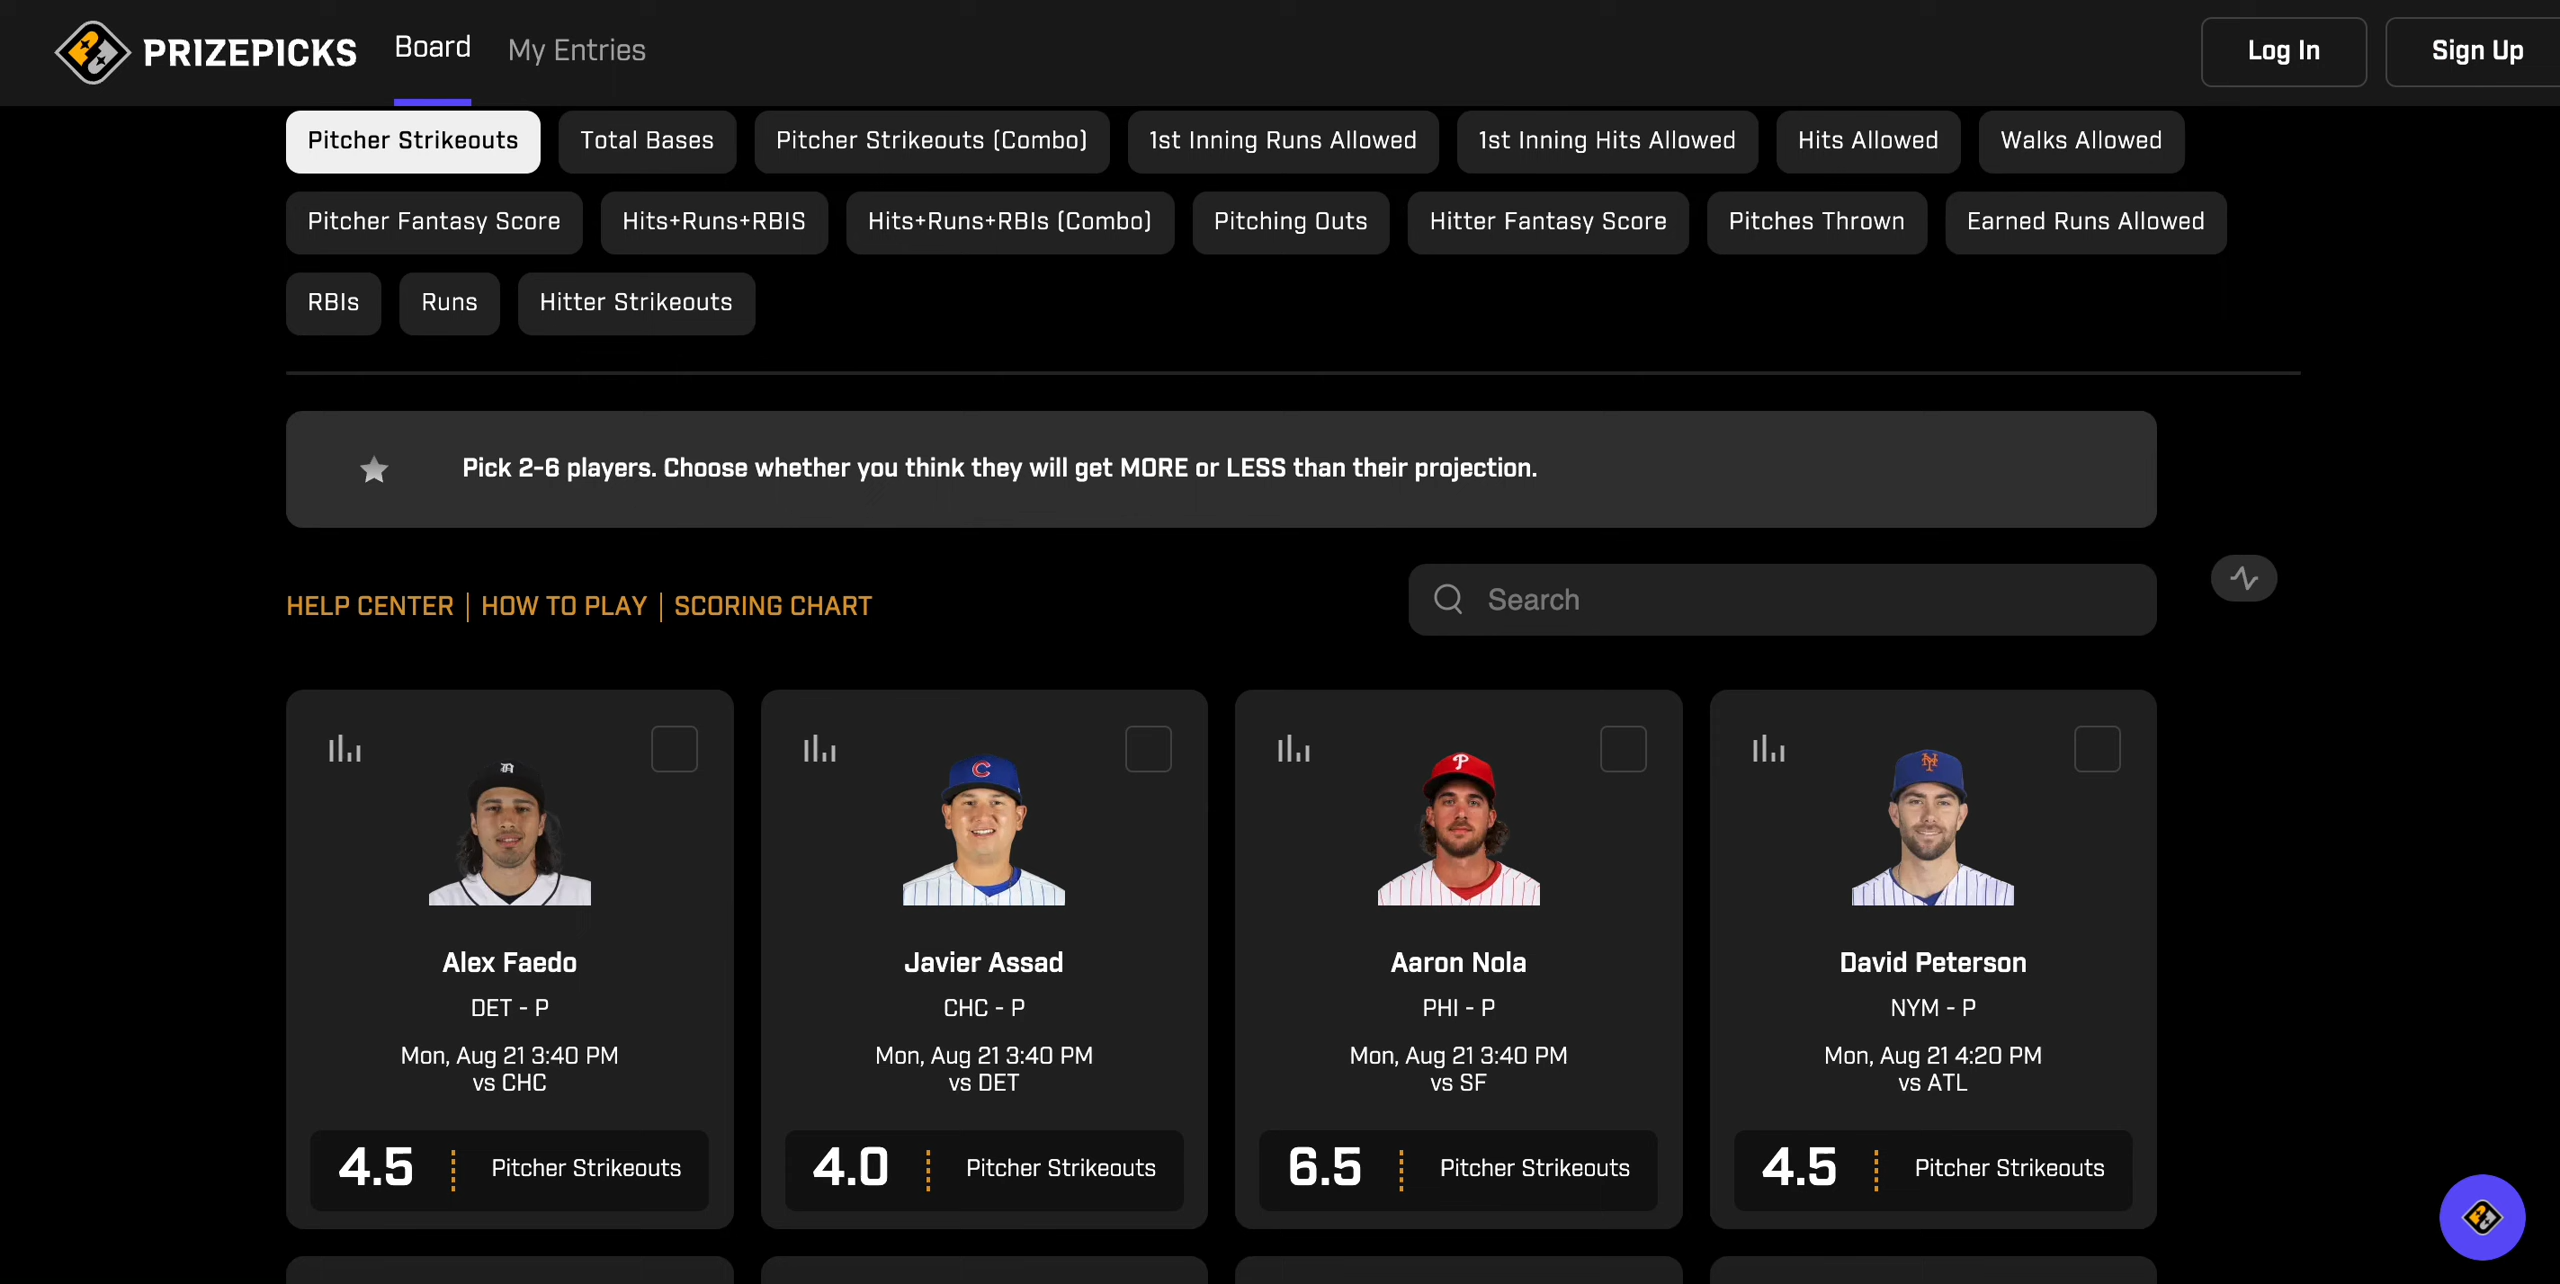 PRIZEPICKS Board My Entries Log In Sign Up
Pitcher Strikeouts Total Bases Pitcher Strikeouts (Combo) 1st Inning Runs Allowed 1st Inning Hits Allowed Hits Allowed Walks Allowed
Pitcher Fantasy Score Hits+Runs+RBIS Hits+Runs+RBIs (Combo) Pitching Outs Hitter Fantasy Score Pitches Thrown Earned Runs Allowed
RBIs Runs Hitter Strikeouts
Pick 2-6 players. Choose whether you think they will get MORE or LESS than their projection.
HELP CENTER | HOW TO PLAY | SCORING CHART Search
Alex Faedo
DET - P
Mon, Aug 21 3:40 PM
vs CHC
4.5 Pitcher Strikeouts
Javier Assad
CHC - P
Mon, Aug 21 3:40 PM
vs DET
4.0 Pitcher Strikeouts
Aaron Nola
PHI - P
Mon, Aug 21 3:40 PM
vs SF
6.5 Pitcher Strikeouts
David Peterson
NYM - P
Mon, Aug 21 4:20 PM
vs ATL
4.5 Pitcher Strikeouts